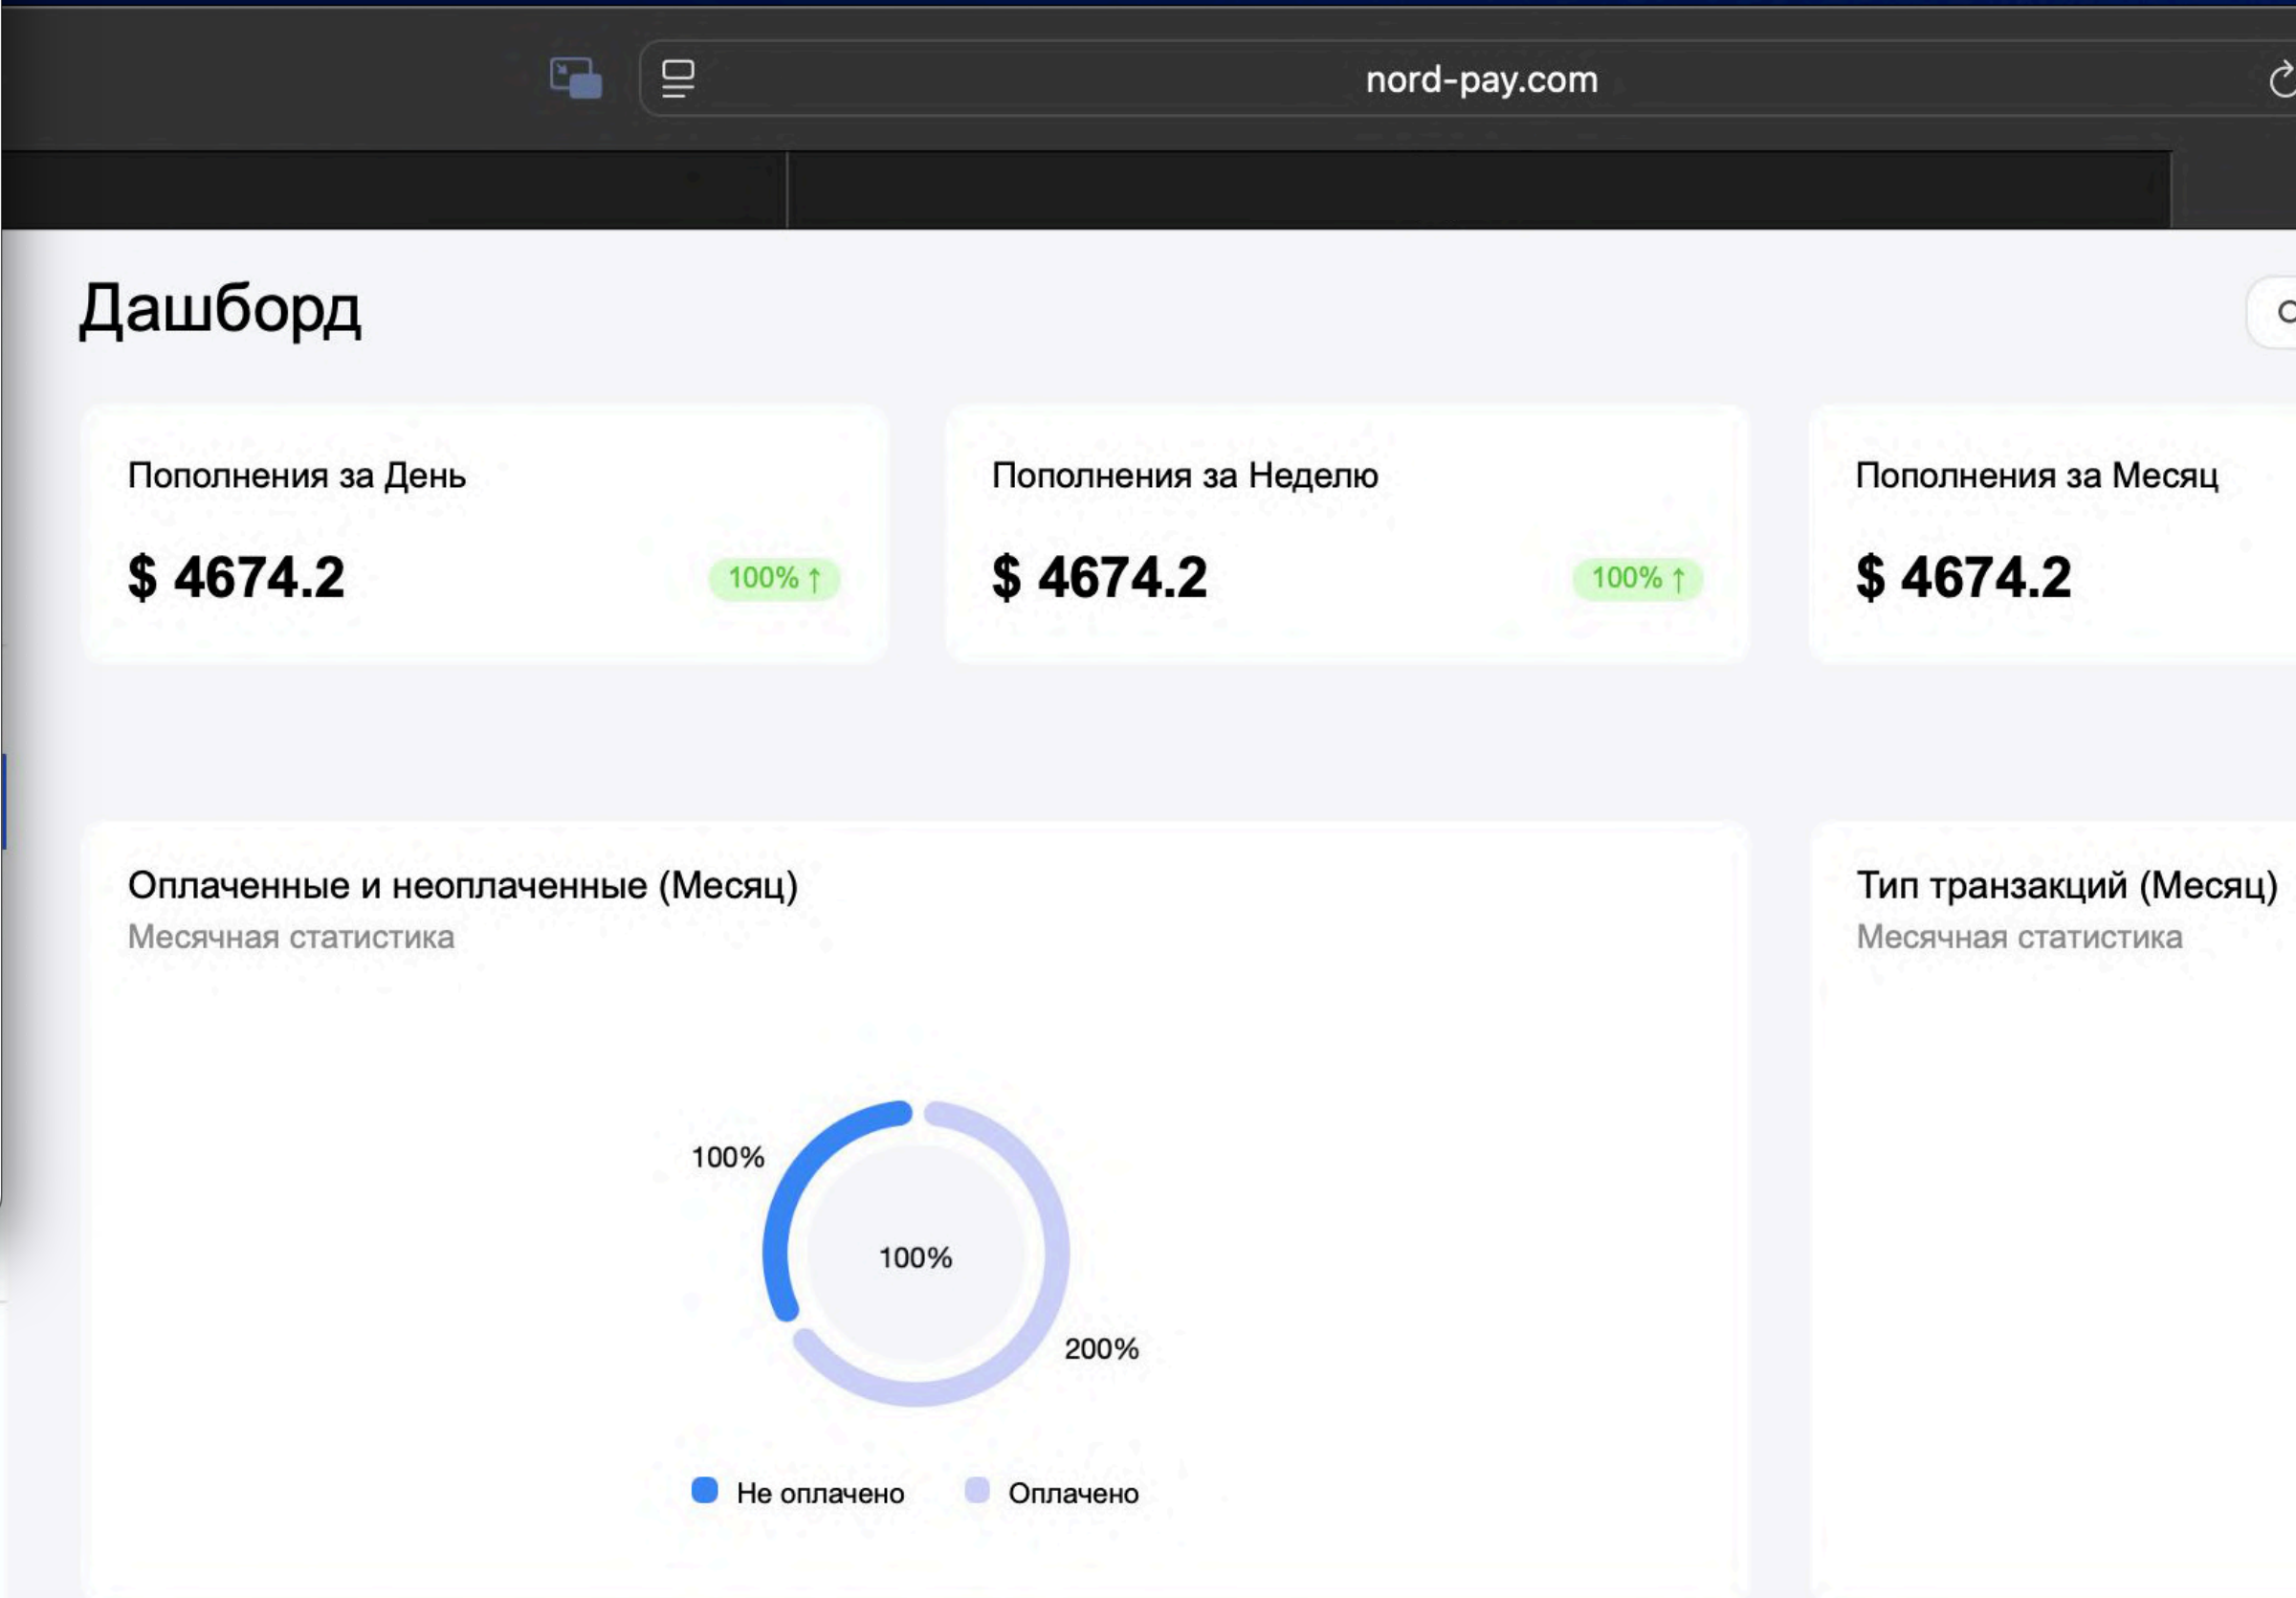 nord-pay.com
Дашборд
Пополнения за День
$ 4674.2
100% ↑
Пополнения за Неделю
$ 4674.2
100% ↑
Пополнения за Месяц
$ 4674.2
Оплаченные и неоплаченные (Месяц)
Месячная статистика
100%
100%
200%
Не оплачено
Оплачено
Тип транзакций (Месяц)
Месячная статистика